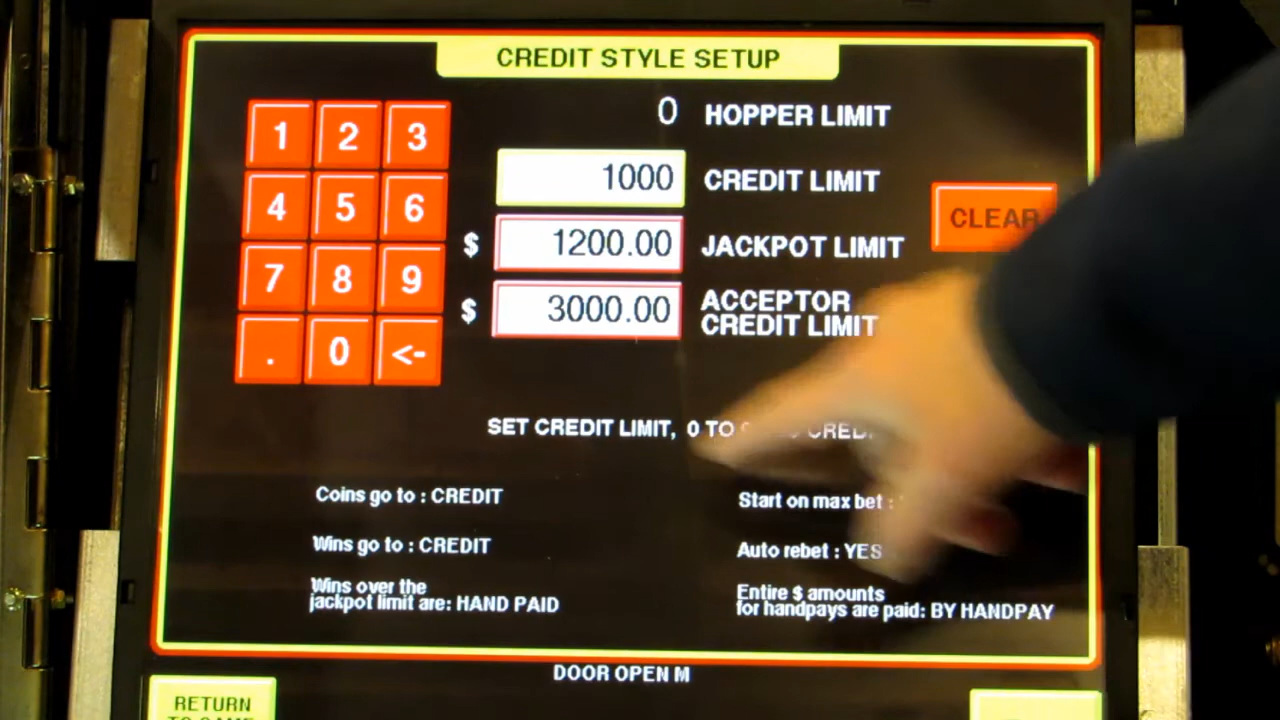 CREDIT STYLE SETUP
1 2 3
4 5 6
7 8 9
. 0 <-
0 HOPPER LIMIT
1000 CREDIT LIMIT
$ 1200.00 JACKPOT LIMIT
$ 3000.00 ACCEPTOR
CREDIT LIMIT
CLEAR
SET CREDIT LIMIT, 0 TO
Coins go to : CREDIT
Wins go to : CREDIT
Wins over the
jackpot limit are: HAND PAID
Start on max bet :
Auto rebet : YES
Entire $ amounts
for handpays are paid: BY HANDPAY
DOOR OPEN M
RETURN
TO GAME